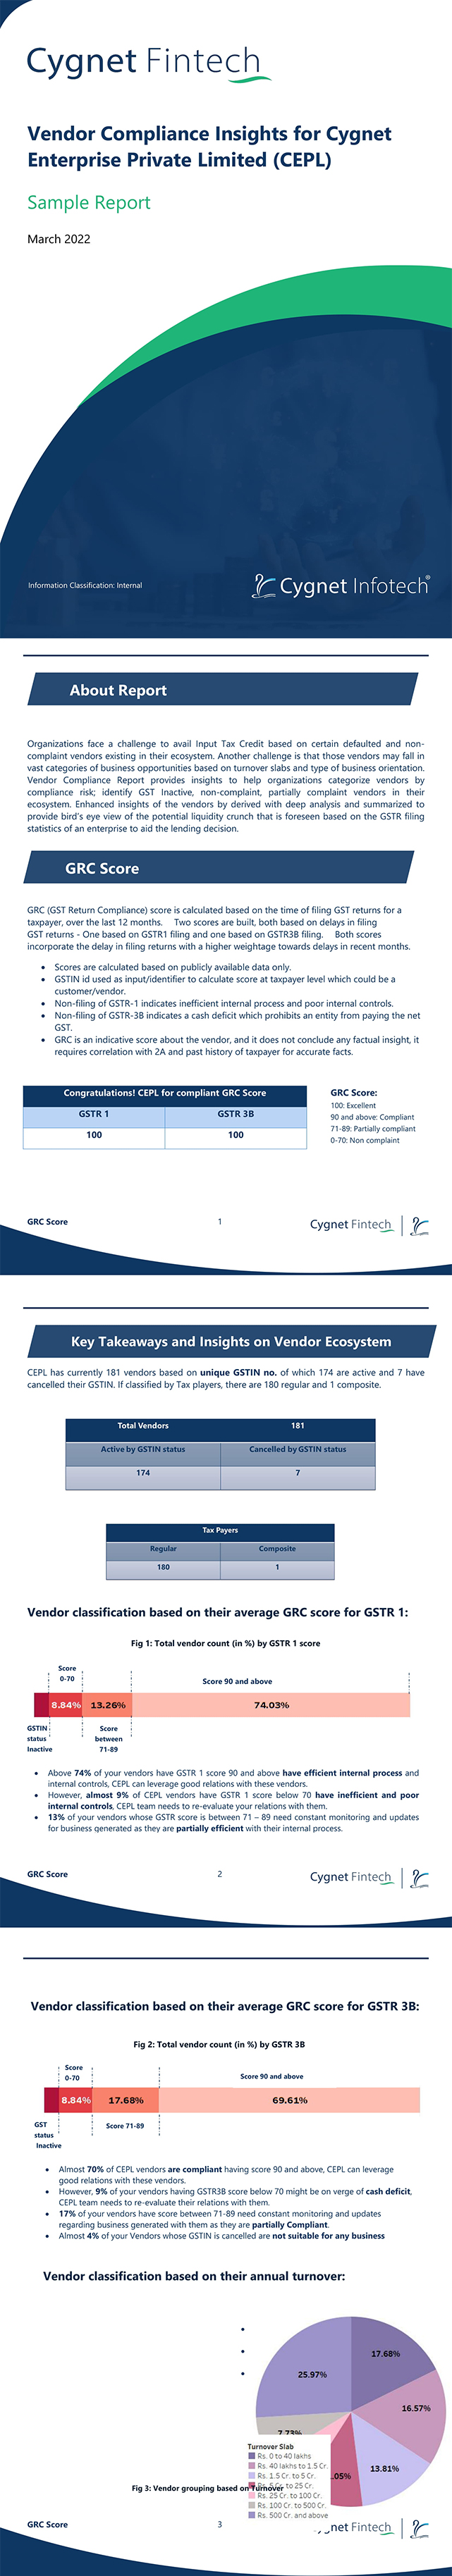 Cygnet Fintech
Vendor Compliance Insights for Cygnet
Enterprise Private Limited (CEPL)
Sample Report
March 2022
Information Classification: Internal
Cygnet Infotech®
About Report
Organizations face a challenge to avail Input Tax Credit based on certain defaulted and non-
complaint vendors existing in their ecosystem. Another challenge is that those vendors may fall in
vast categories of business opportunities based on turnover slabs and type of business orientation.
Vendor Compliance Report provides insights to help organizations categorize vendors by
compliance risk; identify GST Inactive, non-complaint, partially complaint vendors in their
ecosystem. Enhanced insights of the vendors by derived with deep analysis and summarized to
provide bird's eye view of the potential liquidity crunch that is foreseen based on the GSTR filing
statistics of an enterprise to aid the lending decision.
GRC Score
GRC (GST Return Compliance) score is calculated based on the time of filing GST returns for a
taxpayer, over the last 12 months. Two scores are built, both based on delays in filing
GST returns - One based on GSTR1 filing and one based on GSTR3B filing. Both scores
incorporate the delay in filing returns with a higher weightage towards delays in recent months.
• Scores are calculated based on publicly available data only.
• GSTIN id used as input/identifier to calculate score at taxpayer level which could be a
customer/vendor.
• Non-filing of GSTR-1 indicates inefficient internal process and poor internal controls.
• Non-filing of GSTR-3B indicates a cash deficit which prohibits an entity from paying the net
GST.
• GRC is an indicative score about the vendor, and it does not conclude any factual insight, it
requires correlation with 2A and past history of taxpayer for accurate facts.
Congratulations! CEPL for compliant GRC Score
GSTR 1 GSTR 3B
100 100
GRC Score:
100: Excellent
90 and above: Compliant
71-89: Partially compliant
0-70: Non complaint
GRC Score 1 Cygnet Fintech
Key Takeaways and Insights on Vendor Ecosystem
CEPL has currently 181 vendors based on unique GSTIN no. of which 174 are active and 7 have
cancelled their GSTIN. If classified by Tax players, there are 180 regular and 1 composite.
Total Vendors 181
Active by GSTIN status Cancelled by GSTIN status
174 7
Tax Payers
Regular Composite
180 1
Vendor classification based on their average GRC score for GSTR 1:
Fig 1: Total vendor count (in %) by GSTR 1 score
Score
0-70
Score 90 and above
8.84% 13.26% 74.03%
GSTIN
status
Inactive
Score
between
71-89
• Above 74% of your vendors have GSTR 1 score 90 and above have efficient internal process and
internal controls, CEPL can leverage good relations with these vendors.
• However, almost 9% of CEPL vendors have GSTR 1 score below 70 have inefficient and poor
internal controls, CEPL team needs to re-evaluate your relations with them.
• 13% of your vendors whose GSTR score is between 71 – 89 need constant monitoring and updates
for business generated as they are partially efficient with their internal process.
GRC Score 2 Cygnet Fintech
Vendor classification based on their average GRC score for GSTR 3B:
Fig 2: Total vendor count (in %) by GSTR 3B
Score
0-70
Score 90 and above
8.84% 17.68% 69.61%
GST
status
Inactive
Score 71-89
• Almost 70% of CEPL vendors are compliant having score 90 and above, CEPL can leverage
good relations with these vendors.
• However, 9% of your vendors having GSTR3B score below 70 might be on verge of cash deficit,
CEPL team needs to re-evaluate their relations with them.
• 17% of your vendors have score between 71-89 need constant monitoring and updates
regarding business generated with them as they are partially Compliant.
• Almost 4% of your Vendors whose GSTIN is cancelled are not suitable for any business
Vendor classification based on their annual turnover:
17.68%
25.97%
16.57%
7.73%
13.81%
.05%
Turnover Slab
Rs. 0 to 40 lakhs
Rs. 40 lakhs to 1.5 Cr.
Rs. 1.5 Cr. to 5 Cr.
Rs. 5 Cr. to 25 Cr.
Rs. 25 Cr. to 100 Cr.
Rs. 100 Cr. to 500 Cr.
Rs. 500 Cr. and above
Fig 3: Vendor grouping based on Turnover
GRC Score 3 ygnet Fintech